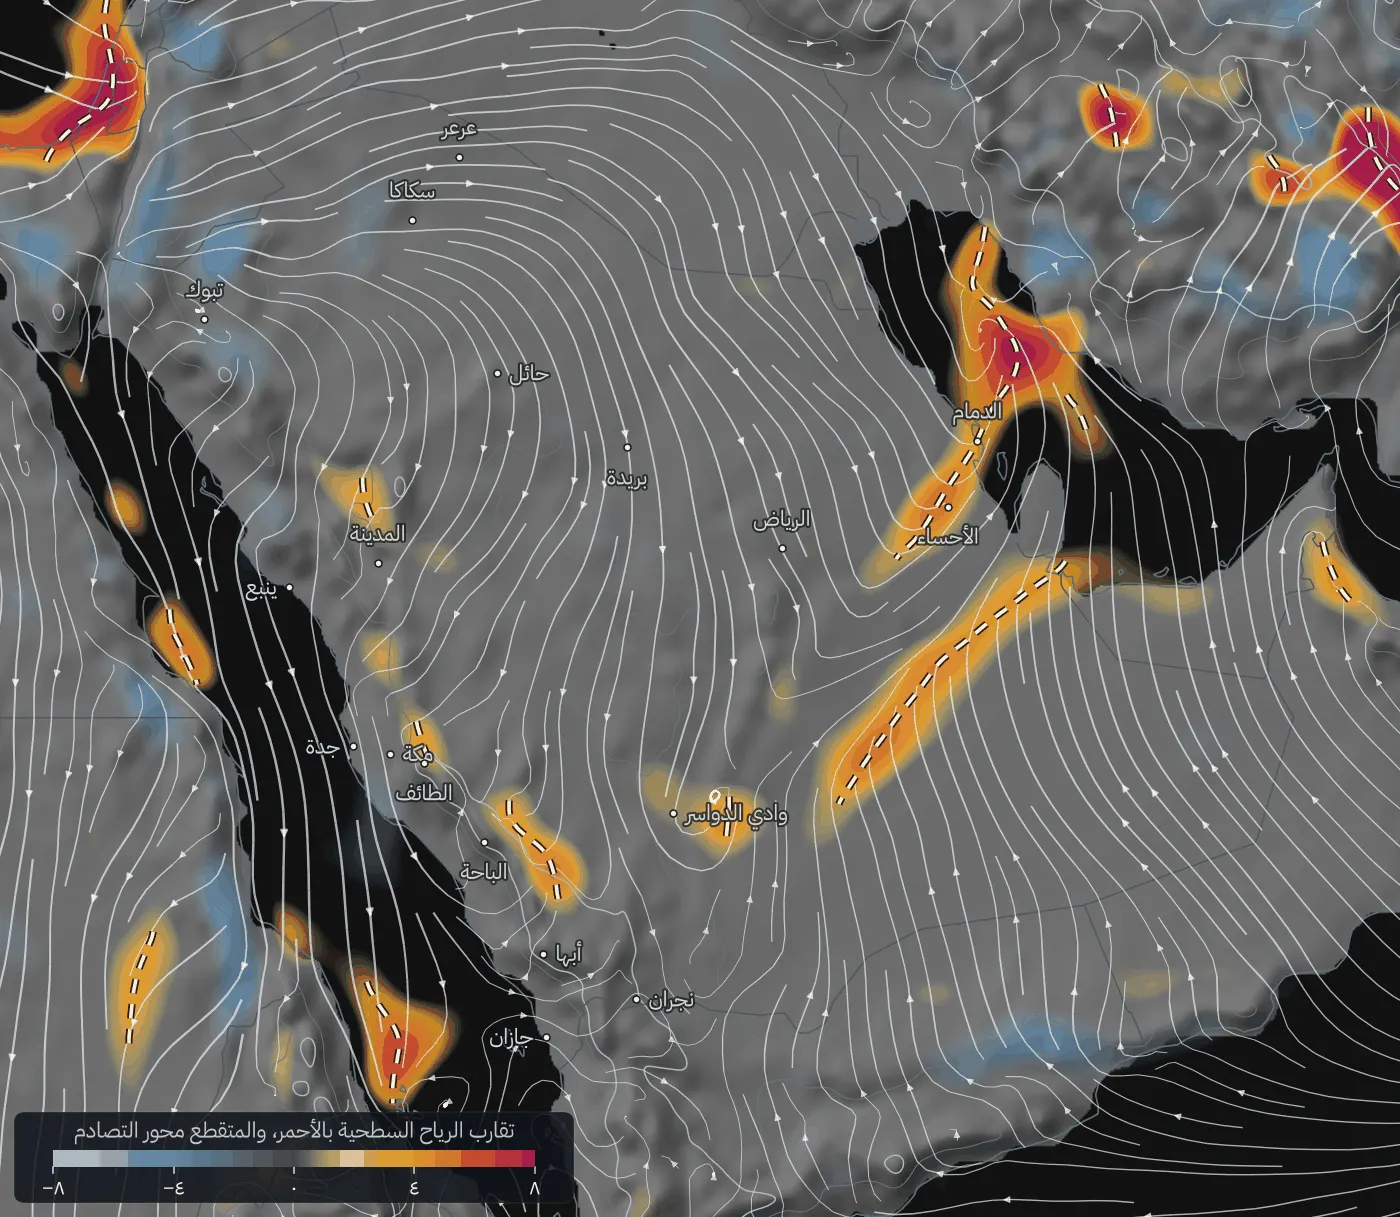 عرعر
سكاكا
تبوك
حائل
الدمام
بريدة
الرياض
المدينة
الأحساء
ينبع
جدة
مكة
الطائف
وادي الدواسر
الباحة
أبها
نجران
جازان
تقارب الرياح السطحية بالأحمر، والمتقطع محور التصادم
−٨ −٤ ٠ ٤ ٨